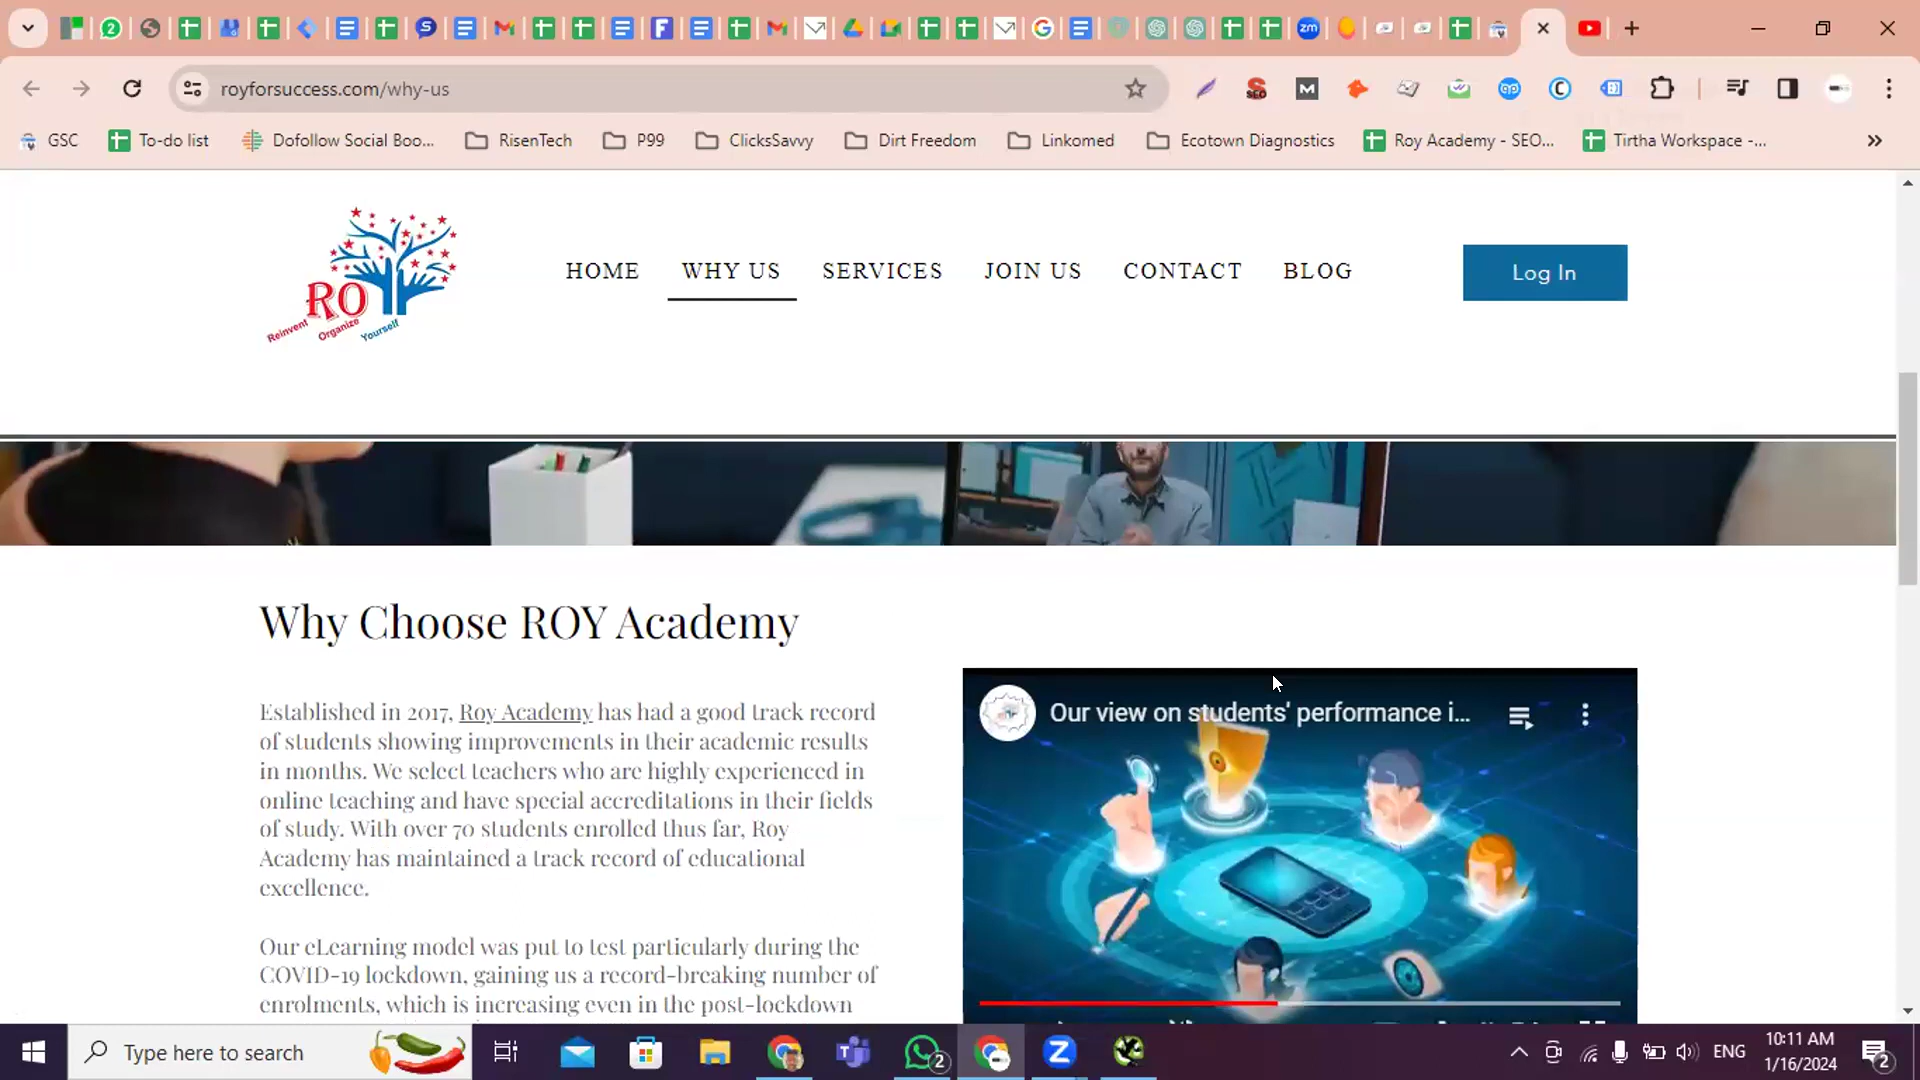 royforsuccess.com/why-us
GSC
To-do list
Dofollow Social Boo...
RisenTech
P99
ClicksSavvy
Dirt Freedom
Linkomed
Ecotown Diagnostics
Roy Academy - SEO...
Tirtha Workspace -...
ROY
Reinvent Organize Yourself
HOME
WHY US
SERVICES
JOIN US
CONTACT
BLOG
Log In
Why Choose ROY Academy
Established in 2017, Roy Academy has had a good track record
of students showing improvements in their academic results
in months. We select teachers who are highly experienced in
online teaching and have special accreditations in their fields
of study. With over 70 students enrolled thus far, Roy
Academy has maintained a track record of educational
excellence.
Our eLearning model was put to test particularly during the
COVID-19 lockdown, gaining us a record-breaking number of
enrolments, which is increasing even in the post-lockdown
Our view on students' performance i...
Type here to search
2
ENG
10:11 AM
1/16/2024
2